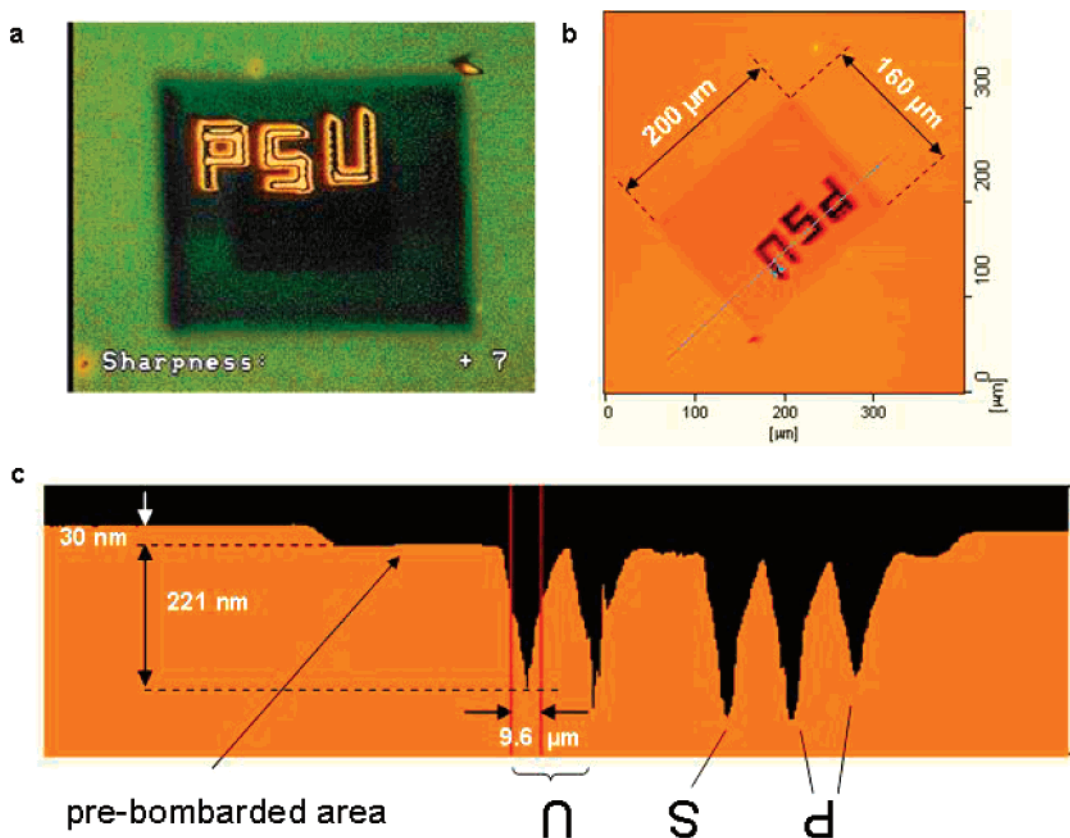 a
PSU
Sharpness: + 7
b
200 µm
160 µm
PSU
300
200
100
0
[µm]
0
100
200
300
[µm]
c
30 nm
221 nm
9.6 µm
pre-bombarded area
U
S
P